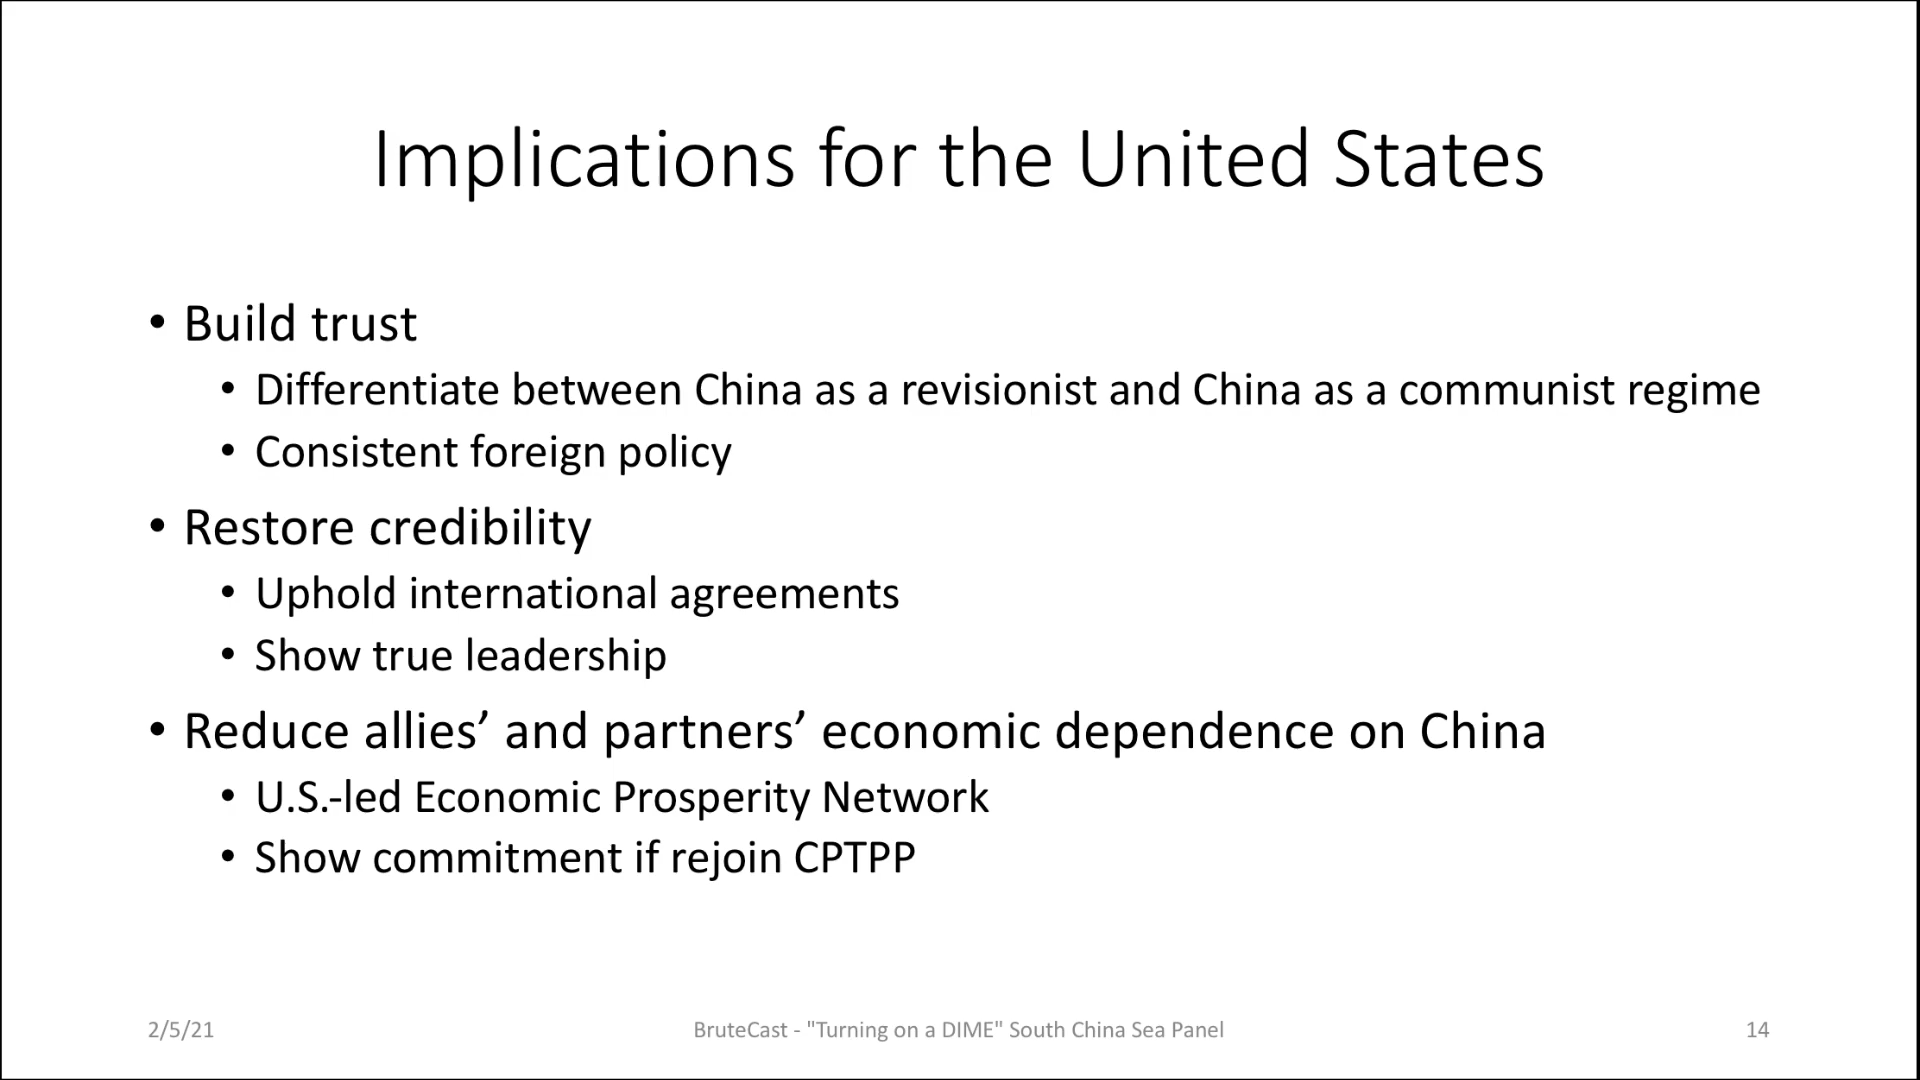 Implications for the United States
• Build trust
• Differentiate between China as a revisionist and China as a communist regime
• Consistent foreign policy
• Restore credibility
• Uphold international agreements
• Show true leadership
• Reduce allies’ and partners’ economic dependence on China
• U.S.-led Economic Prosperity Network
• Show commitment if rejoin CPTPP
2/5/21
BruteCast - "Turning on a DIME" South China Sea Panel
14